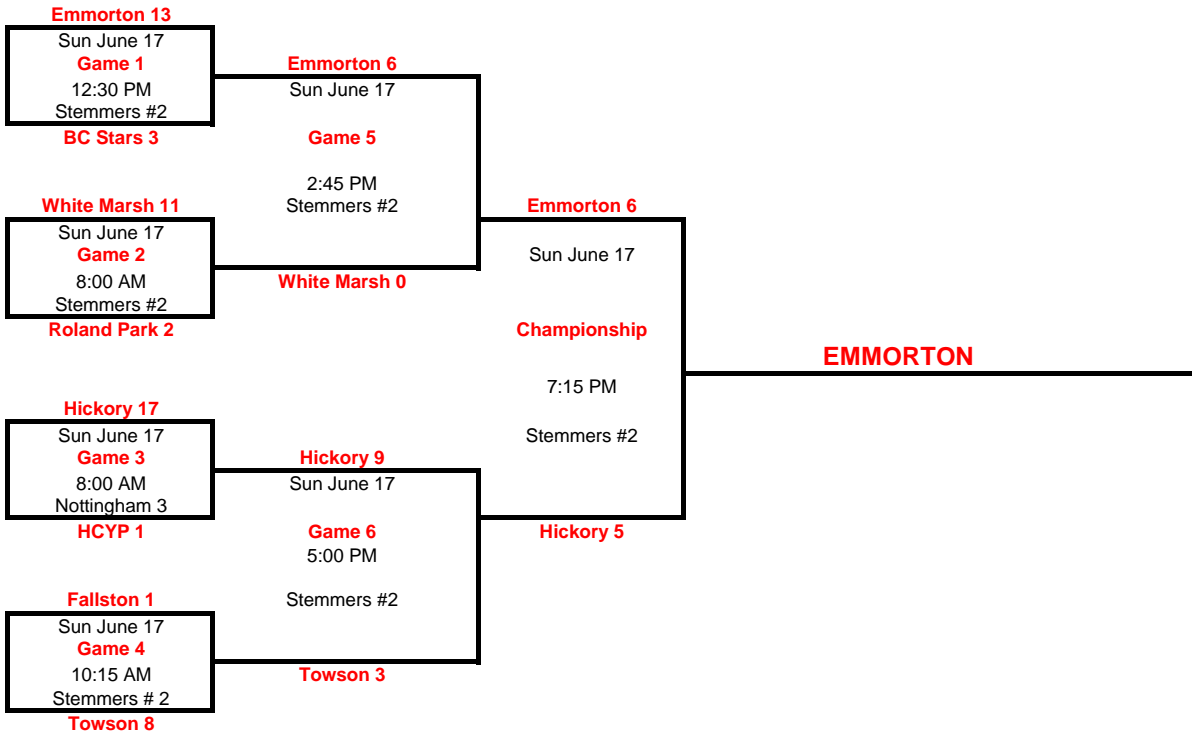 Emmorton 13
Sun June 17
Game 1
12:30 PM
Stemmers #2
BC Stars 3
White Marsh 11
Sun June 17
Game 2
8:00 AM
Stemmers #2
Roland Park 2
Hickory 17
Sun June 17
Game 3
8:00 AM
Nottingham 3
HCYP 1
Fallston 1
Sun June 17
Game 4
10:15 AM
Stemmers # 2
Towson 8
Emmorton 6
Sun June 17
Game 5
2:45 PM
Stemmers #2
White Marsh 0
Hickory 9
Sun June 17
Game 6
5:00 PM
Stemmers #2
Towson 3
Emmorton 6
Sun June 17
Championship
7:15 PM
Stemmers #2
Hickory 5
EMMORTON